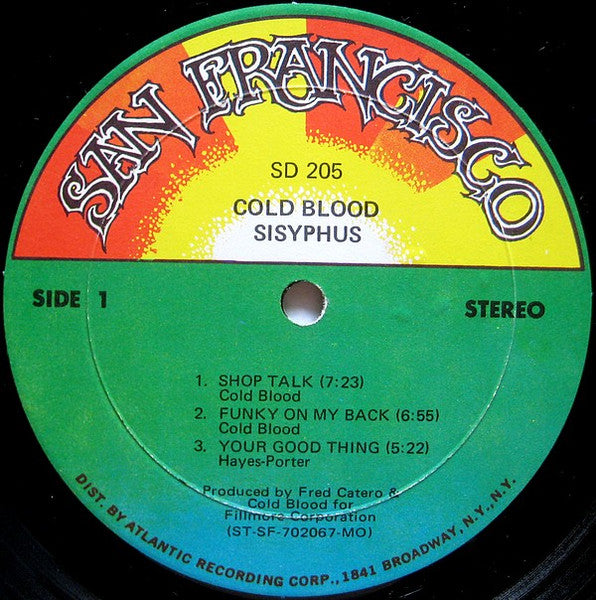 SAN FRANCISCO
SD 205
COLD BLOOD
SISYPHUS
SIDE 1
STEREO
1. SHOP TALK (7:23)
Cold Blood
2. FUNKY ON MY BACK (6:55)
Cold Blood
3. YOUR GOOD THING (5:22)
Hayes-Porter
Produced by Fred Catero &
Cold Blood for
Fillmore Corporation
(ST-SF-702067-MO)
DIST. BY ATLANTIC RECORDING CORP., 1841 BROADWAY, N.Y., N.Y.